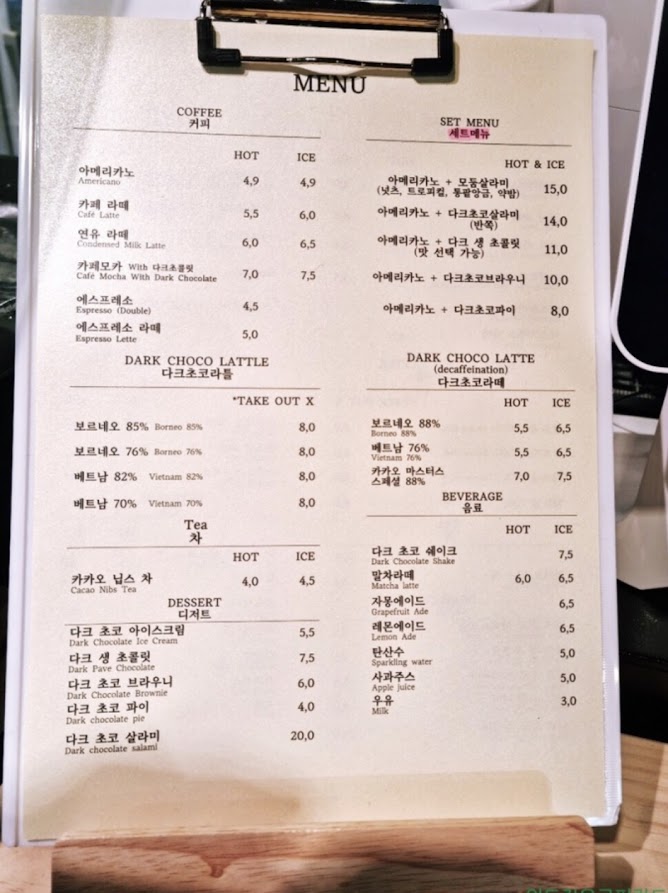 MENU
COFFEE
커피
HOT ICE
아메리카노 4,9 4,9
Americano
카페 라떼 5,5 6,0
Café Latte
연유 라떼 6,0 6,5
Condensed Milk Latte
카페모카 With 다크초콜릿 7,0 7,5
Café Mocha With Dark Chocolate
에스프레소 4,5
Espresso (Double)
에스프레소 라떼 5,0
Espresso Lette
DARK CHOCO LATTLE
다크초코라틀
*TAKE OUT X
보르네오 85% Borneo 85% 8,0
보르네오 76% Borneo 76% 8,0
베트남 82% Vietnam 82% 8,0
베트남 70% Vietnam 70% 8,0
Tea
차
HOT ICE
카카오 닙스 차 4,0 4,5
Cacao Nibs Tea
DESSERT
디저트
다크 초코 아이스크림 5,5
Dark Chocolate Ice Cream
다크 생 초콜릿 7,5
Dark Pave Chocolate
다크 초코 브라우니 6,0
Dark Chocolate Brownie
다크 초코 파이 4,0
Dark chocolate pie
다크 초코 살라미 20,0
Dark chocolate salami
SET MENU
세트메뉴
HOT & ICE
아메리카노 + 모둠살라미 15,0
(넛츠, 트로피컬, 통팥앙금, 약밤)
아메리카노 + 다크초코살라미 14,0
(반쪽)
아메리카노 + 다크 생 초콜릿 11,0
(맛 선택 가능)
아메리카노 + 다크초코브라우니 10,0
아메리카노 + 다크초코파이 8,0
DARK CHOCO LATTE
(decaffeination)
다크초코라떼
HOT ICE
보르네오 88% 5,5 6,5
Borneo 88%
베트남 76% 5,5 6,5
Vietnam 76%
카카오 마스터스 7,0 7,5
스페셜 88%
BEVERAGE
음료
HOT ICE
다크 초코 쉐이크 7,5
Dark Chocolate Shake
말차라떼 6,0 6,5
Matcha latte
자몽에이드 6,5
Grapefruit Ade
레몬에이드 6,5
Lemon Ade
탄산수 5,0
Sparkling water
사과주스 5,0
Apple juice
우유 3,0
Milk